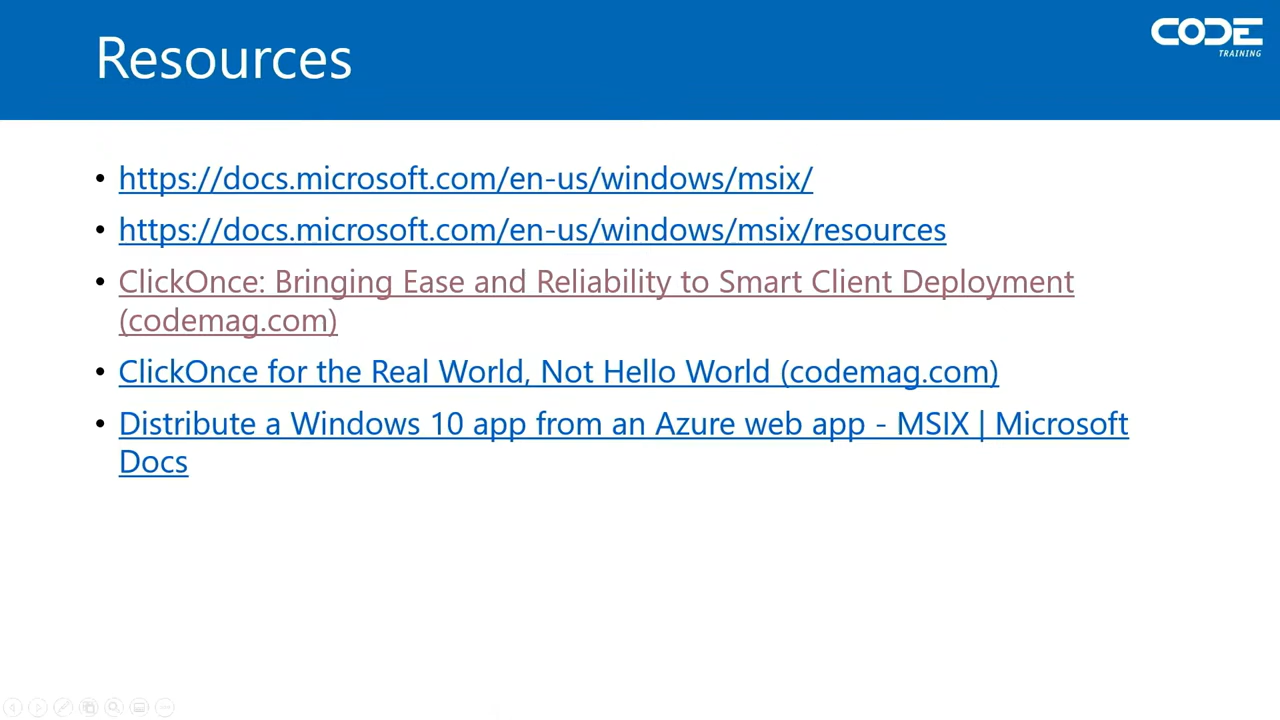 Resources
CODE
TRAINING
• https://docs.microsoft.com/en-us/windows/msix/
• https://docs.microsoft.com/en-us/windows/msix/resources
• ClickOnce: Bringing Ease and Reliability to Smart Client Deployment
(codemag.com)
• ClickOnce for the Real World, Not Hello World (codemag.com)
• Distribute a Windows 10 app from an Azure web app - MSIX | Microsoft
Docs